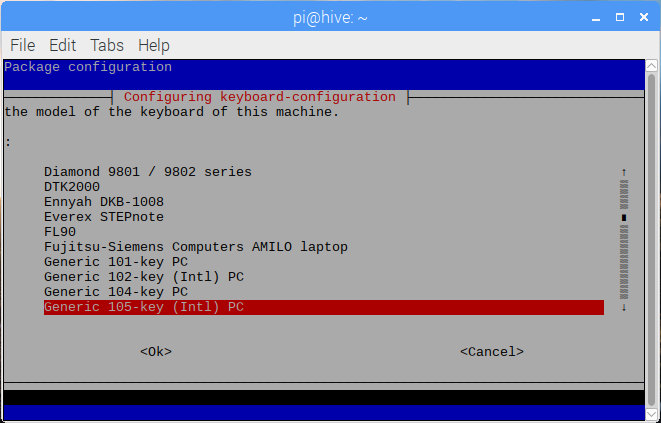 pi@hive: ~
File Edit Tabs Help
Package configuration
Configuring keyboard-configuration
the model of the keyboard of this machine.
:
Diamond 9801 / 9802 series
DTK2000
Ennyah DKB-1008
Everex STEPnote
FL90
Fujitsu-Siemens Computers AMILO laptop
Generic 101-key PC
Generic 102-key (Intl) PC
Generic 104-key PC
Generic 105-key (Intl) PC
<Ok> <Cancel>